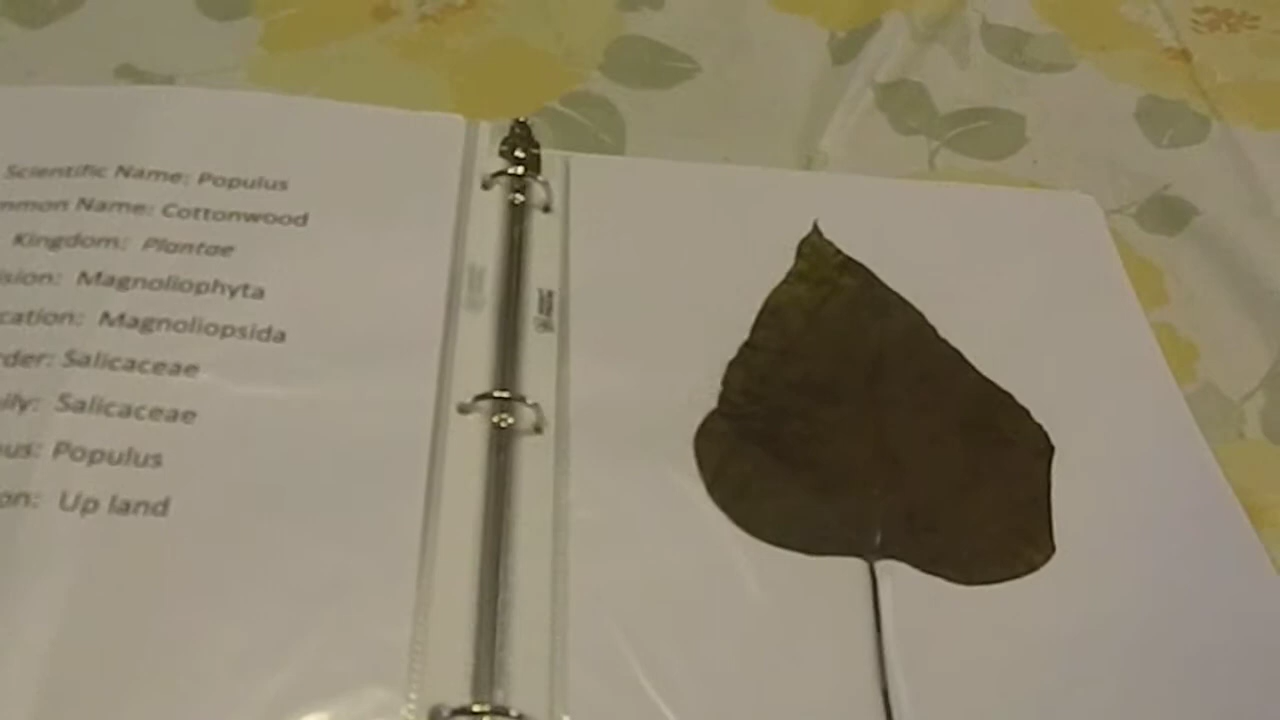 Scientific Name: Populus
mmon Name: Cottonwood
Kingdom: Plantae
ision: Magnoliophyta
cation: Magnoliopsida
rder: Salicaceae
ily: Salicaceae
us: Populus
on: Up land